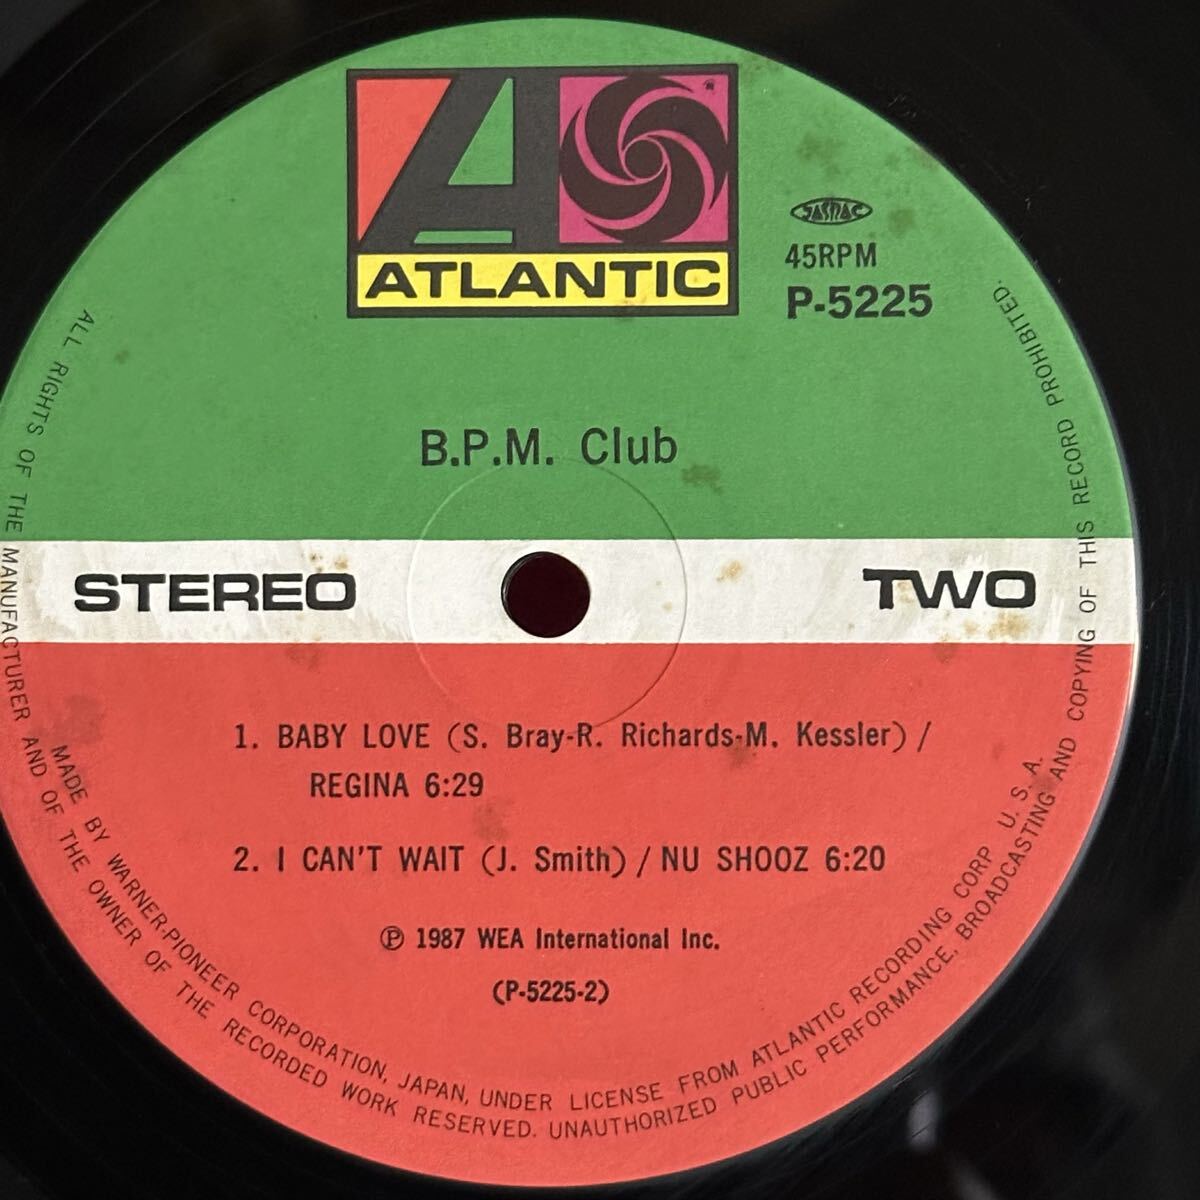 ATLANTIC
®
JASRAC
45RPM
P-5225
B.P.M. Club
STEREO
TWO
1. BABY LOVE (S. Bray-R. Richards-M. Kessler) /
REGINA 6:29
2. I CAN'T WAIT (J. Smith) / NU SHOOZ 6:20
Ⓟ 1987 WEA International Inc.
(P-5225-2)
MADE BY WARNER-PIONEER CORPORATION, JAPAN, UNDER LICENSE FROM ATLANTIC RECORDING CORP U.S.A.
ALL RIGHTS OF THE MANUFACTURER AND OF THE OWNER OF THE RECORDED WORK RESERVED. UNAUTHORIZED PUBLIC PERFORMANCE, BROADCASTING AND COPYING OF THIS RECORD PROHIBITED.